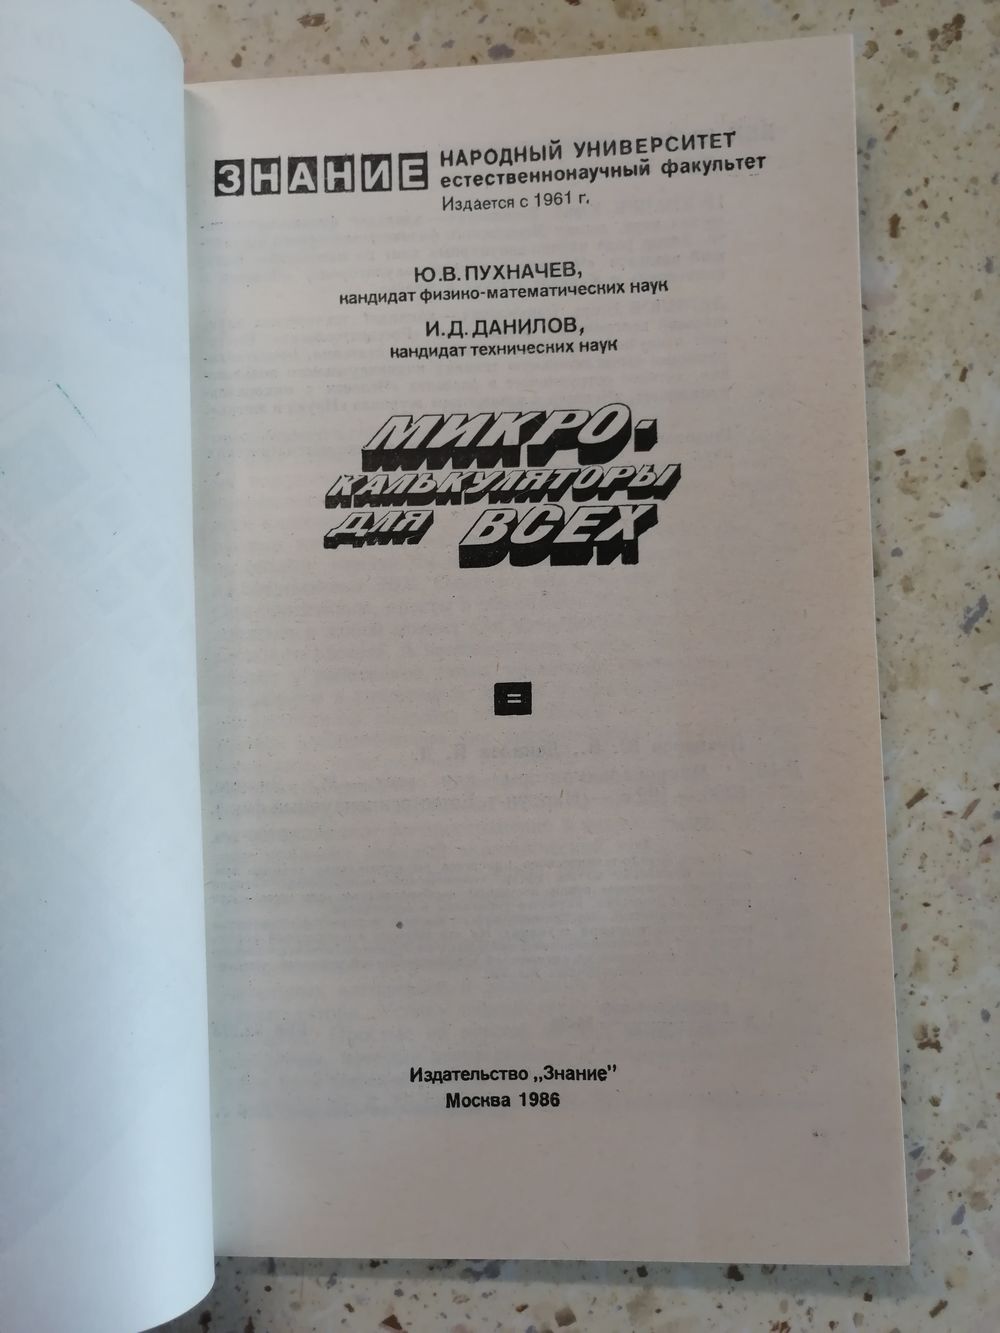 ЗНАНИЕ
НАРОДНЫЙ УНИВЕРСИТЕТ
естественнонаучный факультет
Издается с 1961 г.
Ю. В. ПУХНАЧЕВ,
кандидат физико-математических наук
И. Д. ДАНИЛОВ,
кандидат технических наук
МИКРО-
КАЛЬКУЛЯТОРЫ
ДЛЯ ВСЕХ
=
Издательство „Знание”
Москва 1986